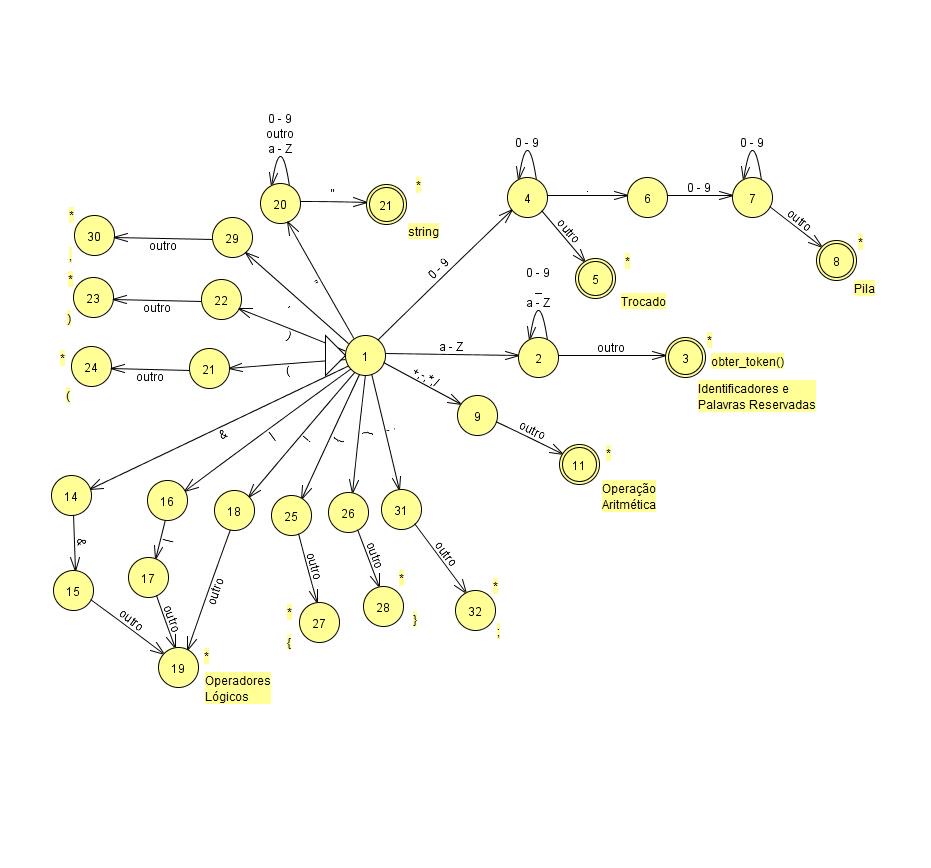 0 - 9
outro
a - Z
20
"
21
*
string
0 - 9
4
.
6
0 - 9
0 - 9
7
outro
8
*
Pila
outro
5
*
Trocado
*
30
,
outro
29
"
0 - 9
*
23
)
outro
22
)
*
24
(
outro
21
(
1
a - Z
0 - 9
_
a - Z
2
outro
3
*
obter_token()
Identificadores e
Palavras Reservadas
9
outro
11
*
Operação
Aritmética
&
14
&
15
outro
16
17
outro
18
outro
19
*
Operadores
Lógicos
25
outro
27
*
{
26
outro
28
*
}
31
outro
32
*
;